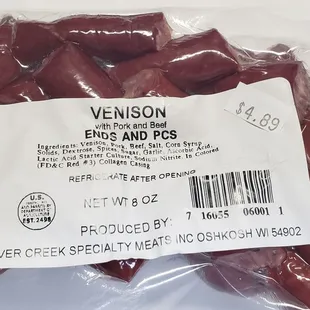 VENISON
with Pork and Beef
ENDS AND PCS
$4.89
Ingredients: Venison, Pork, Beef, Salt, Corn Syrup
Solids, Dextrose, Spices, Sugar, Garlic, Ascorbic Acid,
Lactic Acid Starter Culture, Sodium Nitrite. In Colored
(FD&C Red #3) Collagen Casing
REFRIGERATE AFTER OPENING
U.S.
EST. 2498
NET WT 8 OZ
PRODUCED BY:
7 16055 06001 1
VER CREEK SPECIALTY MEATS INC OSHKOSH WI 54902